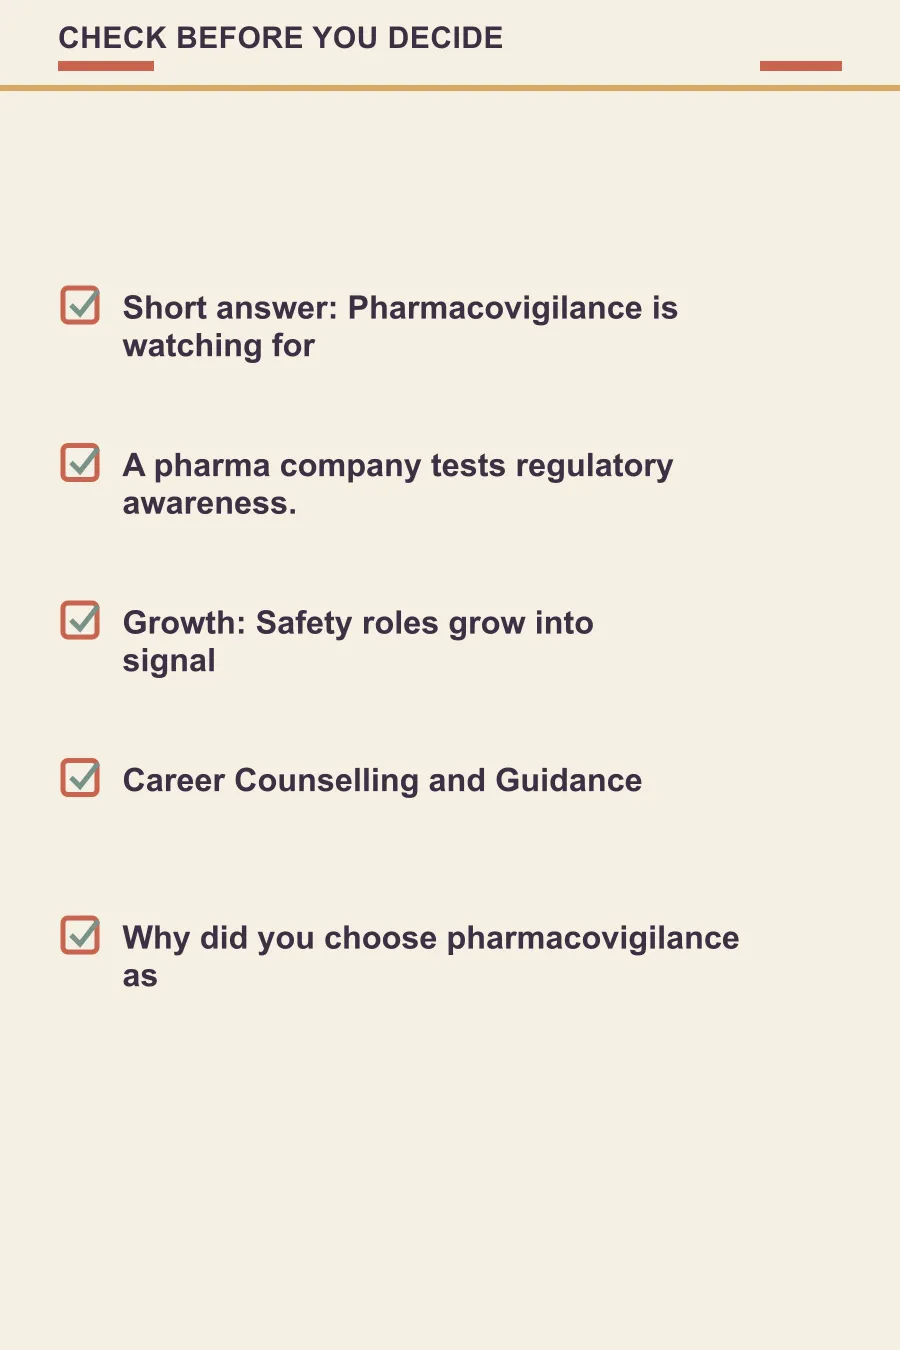 CHECK BEFORE YOU DECIDE
Short answer: Pharmacovigilance is
watching for
A pharma company tests regulatory
awareness.
Growth: Safety roles grow into
signal
Career Counselling and Guidance
Why did you choose pharmacovigilance
as